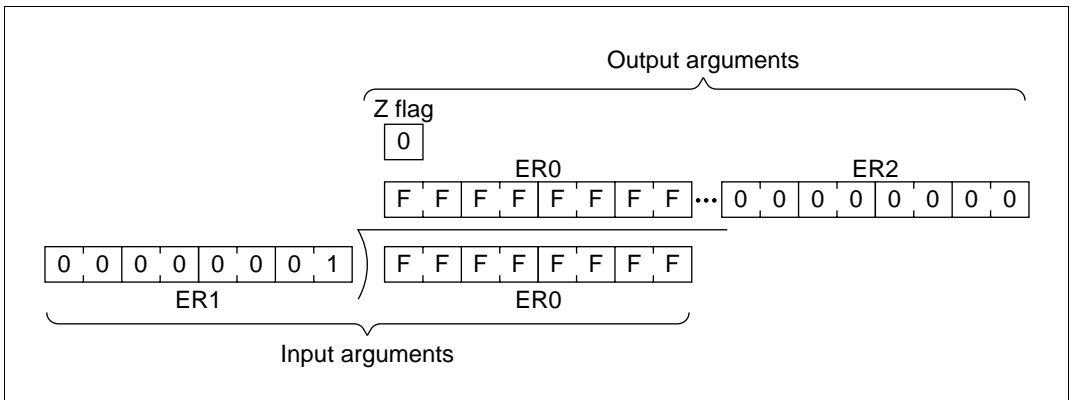 Output arguments
Z flag
0
ER0 ER2
F F F F F F F F ••• 0 0 0 0 0 0 0 0
0 0 0 0 0 0 0 1 F F F F F F F F
ER1 ER0
Input arguments